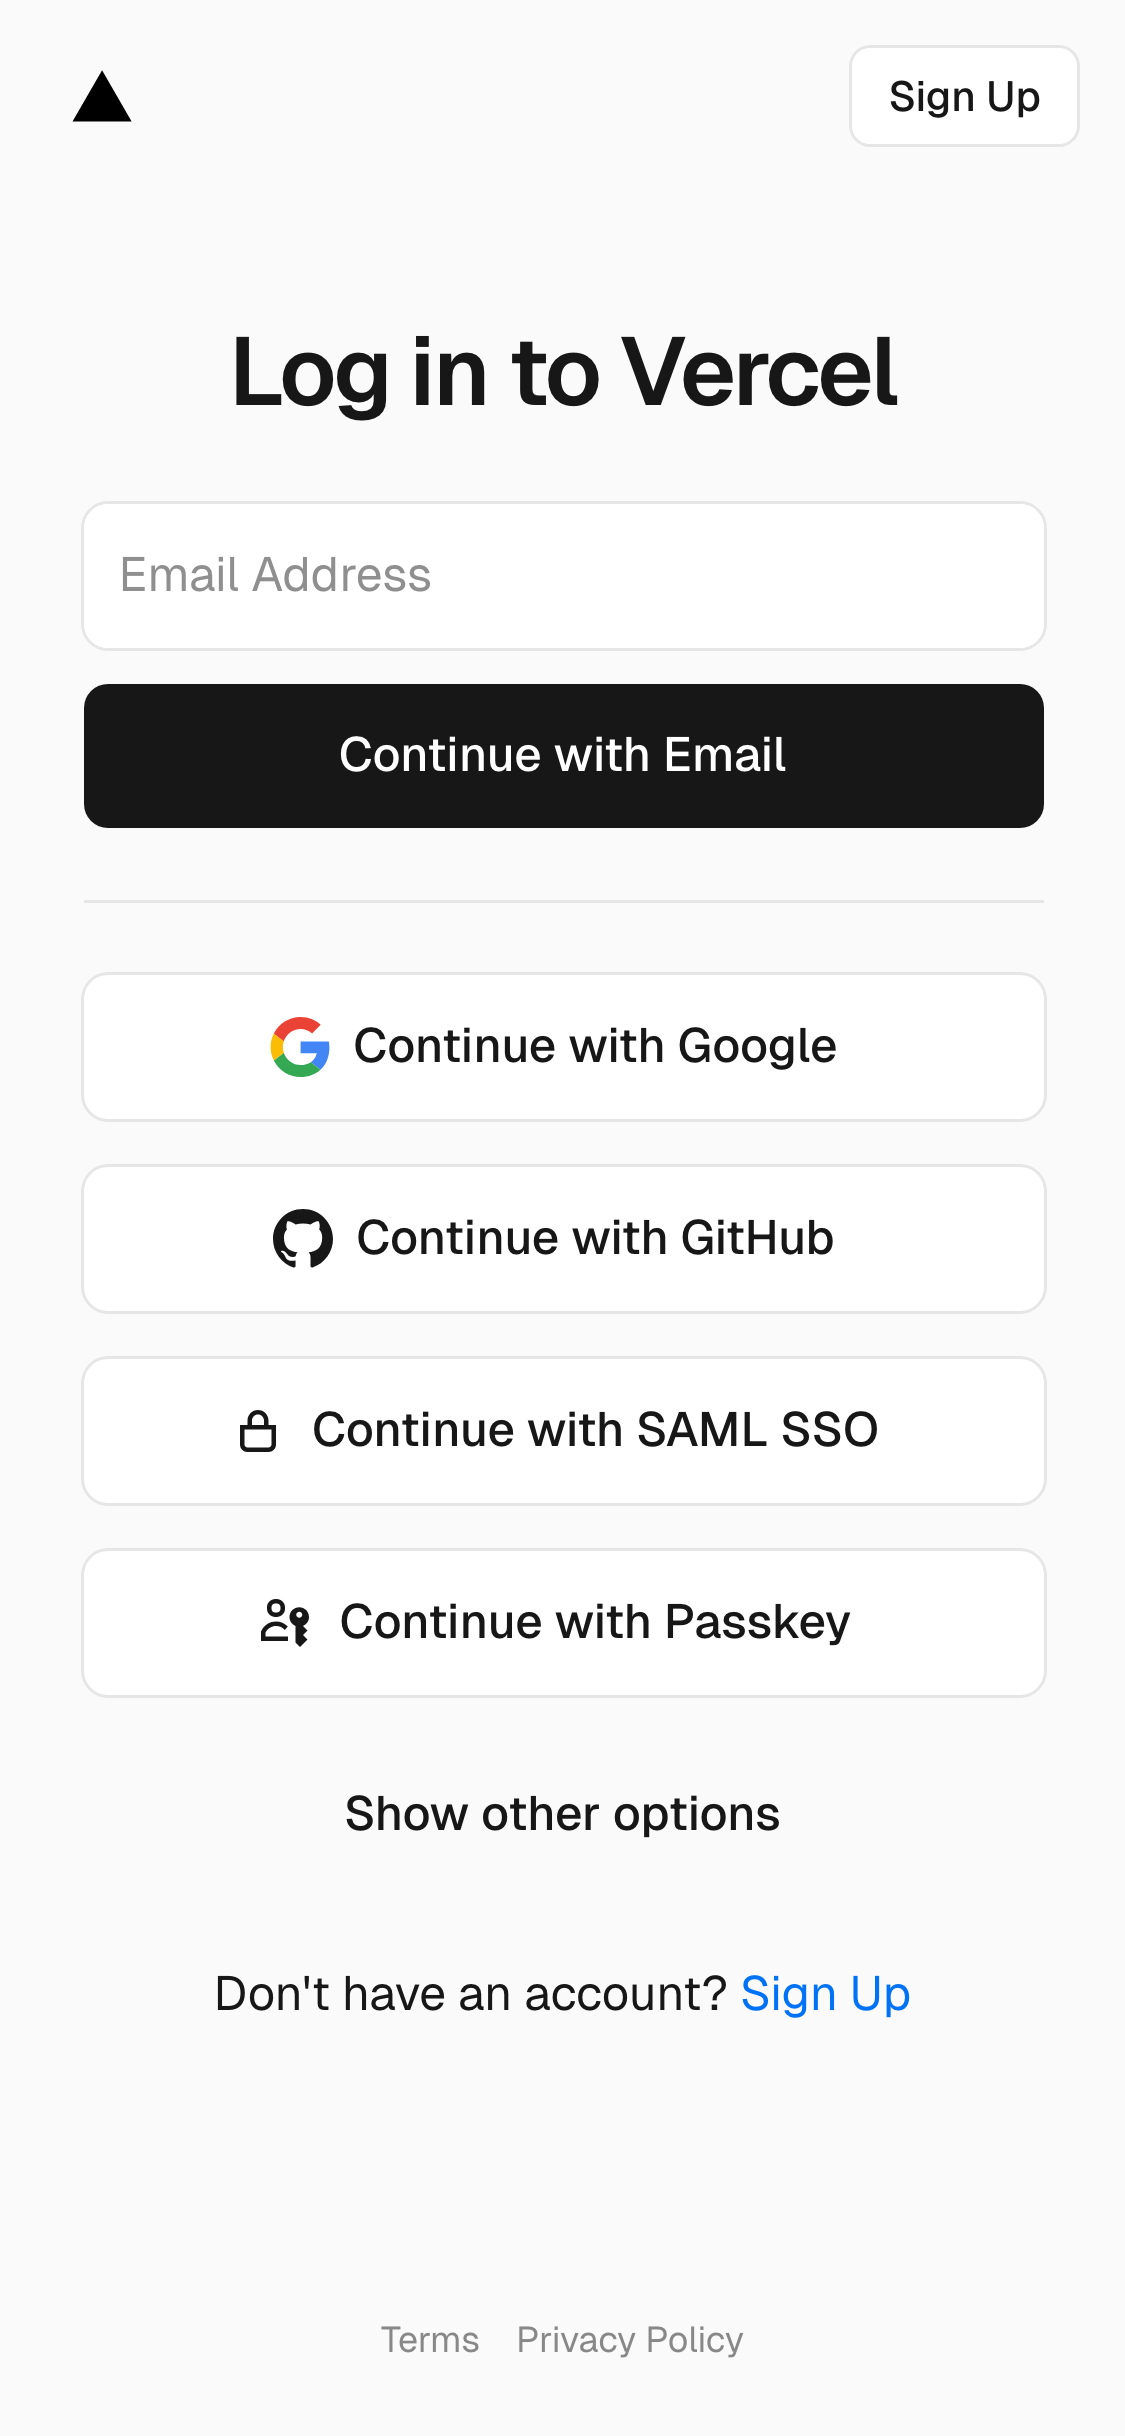 Sign Up
Log in to Vercel
Email Address
Continue with Email
Continue with Google
Continue with GitHub
Continue with SAML SSO
Continue with Passkey
Show other options
Don't have an account? Sign Up
Terms Privacy Policy